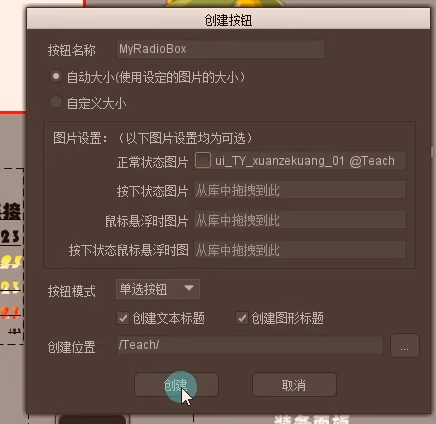 创建按钮
按钮名称 MyRadioBox
自动大小(使用设定的图片的大小)
自定义大小
图片设置：（以下图片设置均为可选）
正常状态图片 ui_TY_xuanzekuang_01 @Teach
按下状态图片 从库中拖拽到此
鼠标悬浮时图片 从库中拖拽到此
按下状态鼠标悬浮时图 从库中拖拽到此
按钮模式 单选按钮
创建文本标题 创建图形标题
创建位置 /Teach/ ...
创建 取消
接
23
25
23
21